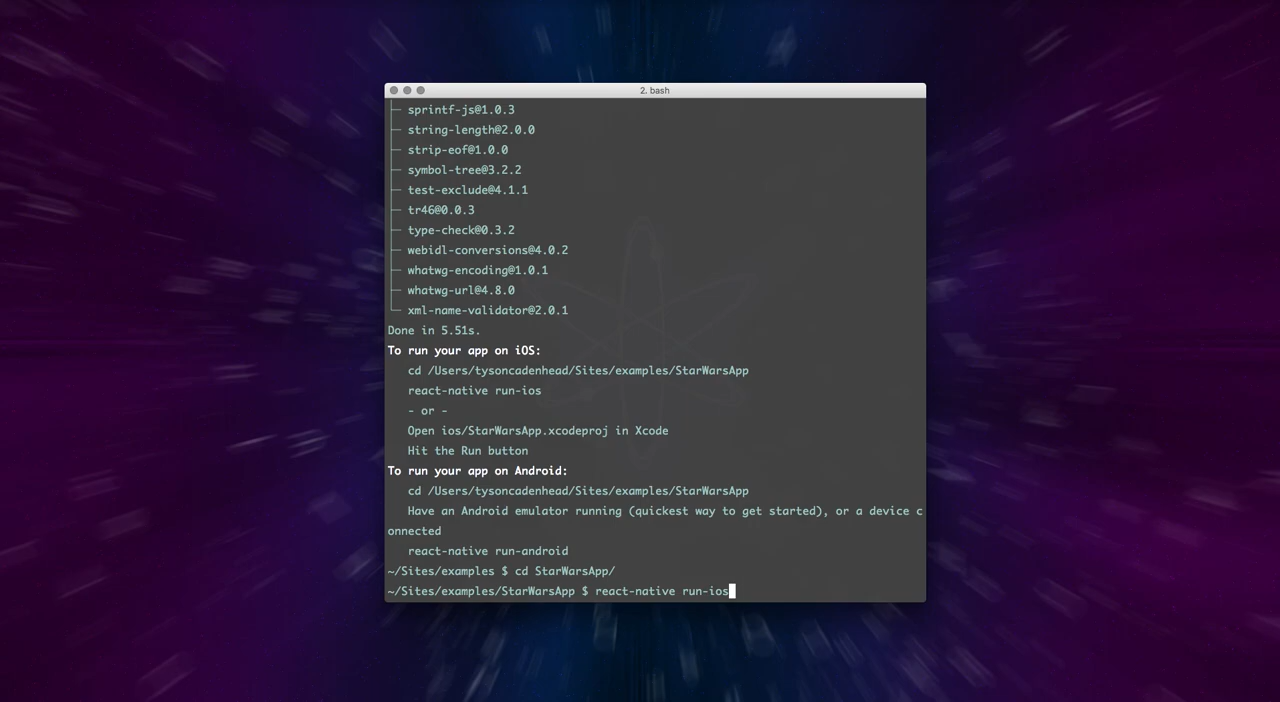 2. bash
├─ sprintf-js@1.0.3
├─ string-length@2.0.0
├─ strip-eof@1.0.0
├─ symbol-tree@3.2.2
├─ test-exclude@4.1.1
├─ tr46@0.0.3
├─ type-check@0.3.2
├─ webidl-conversions@4.0.2
├─ whatwg-encoding@1.0.1
├─ whatwg-url@4.8.0
└─ xml-name-validator@2.0.1
Done in 5.51s.
To run your app on iOS:
cd /Users/tysoncadenhead/Sites/examples/StarWarsApp
react-native run-ios
- or -
Open ios/StarWarsApp.xcodeproj in Xcode
Hit the Run button
To run your app on Android:
cd /Users/tysoncadenhead/Sites/examples/StarWarsApp
Have an Android emulator running (quickest way to get started), or a device c
onnected
react-native run-android
~/Sites/examples $ cd StarWarsApp/
~/Sites/examples/StarWarsApp $ react-native run-ios